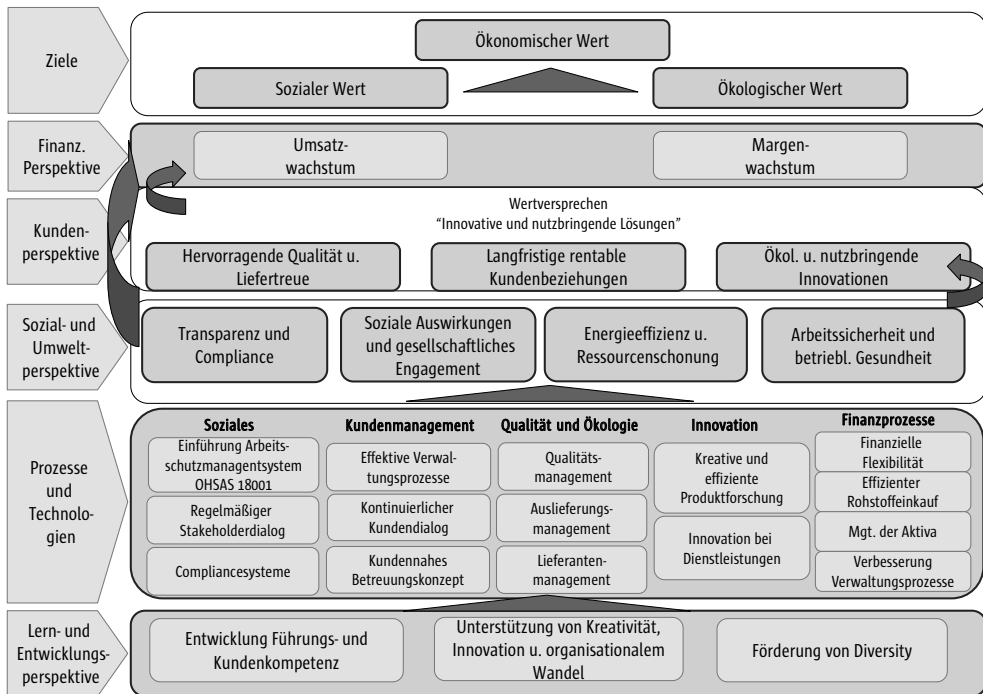 Ziele
Ökonomischer Wert
Sozialer Wert
Ökologischer Wert
Finanz.
Perspektive
Umsatz-
wachstum
Margen-
wachstum
Kunden-
perspektive
Wertversprechen
“Innovative und nutzbringende Lösungen”
Hervorragende Qualität u.
Liefertreue
Langfristige rentable
Kundenbeziehungen
Ökol. u. nutzbringende
Innovationen
Sozial- und
Umwelt-
perspektive
Transparenz und
Compliance
Soziale Auswirkungen
und gesellschaftliches
Engagement
Energieeffizienz u.
Ressourcenschonung
Arbeitssicherheit und
betriebl. Gesundheit
Prozesse
und
Technolo-
gien
Soziales
Einführung Arbeits-
schutzmanagentsystem
OHSAS 18001
Regelmäßiger
Stakeholderdialog
Compliancesysteme
Kundenmanagement
Effektive Verwal-
tungsprozesse
Kontinuierlicher
Kundendialog
Kundennahes
Betreuungskonzept
Qualität und Ökologie
Qualitäts-
management
Auslieferungs-
management
Lieferanten-
management
Innovation
Kreative und
effiziente
Produktforschung
Innovation bei
Dienstleistungen
Finanzprozesse
Finanzielle
Flexibilität
Effizienter
Rohstoffeinkauf
Mgt. der Aktiva
Verbesserung
Verwaltungsprozesse
Lern- und
Entwicklungs-
perspektive
Entwicklung Führungs- und
Kundenkompetenz
Unterstützung von Kreativität,
Innovation u. organisationalem
Wandel
Förderung von Diversity